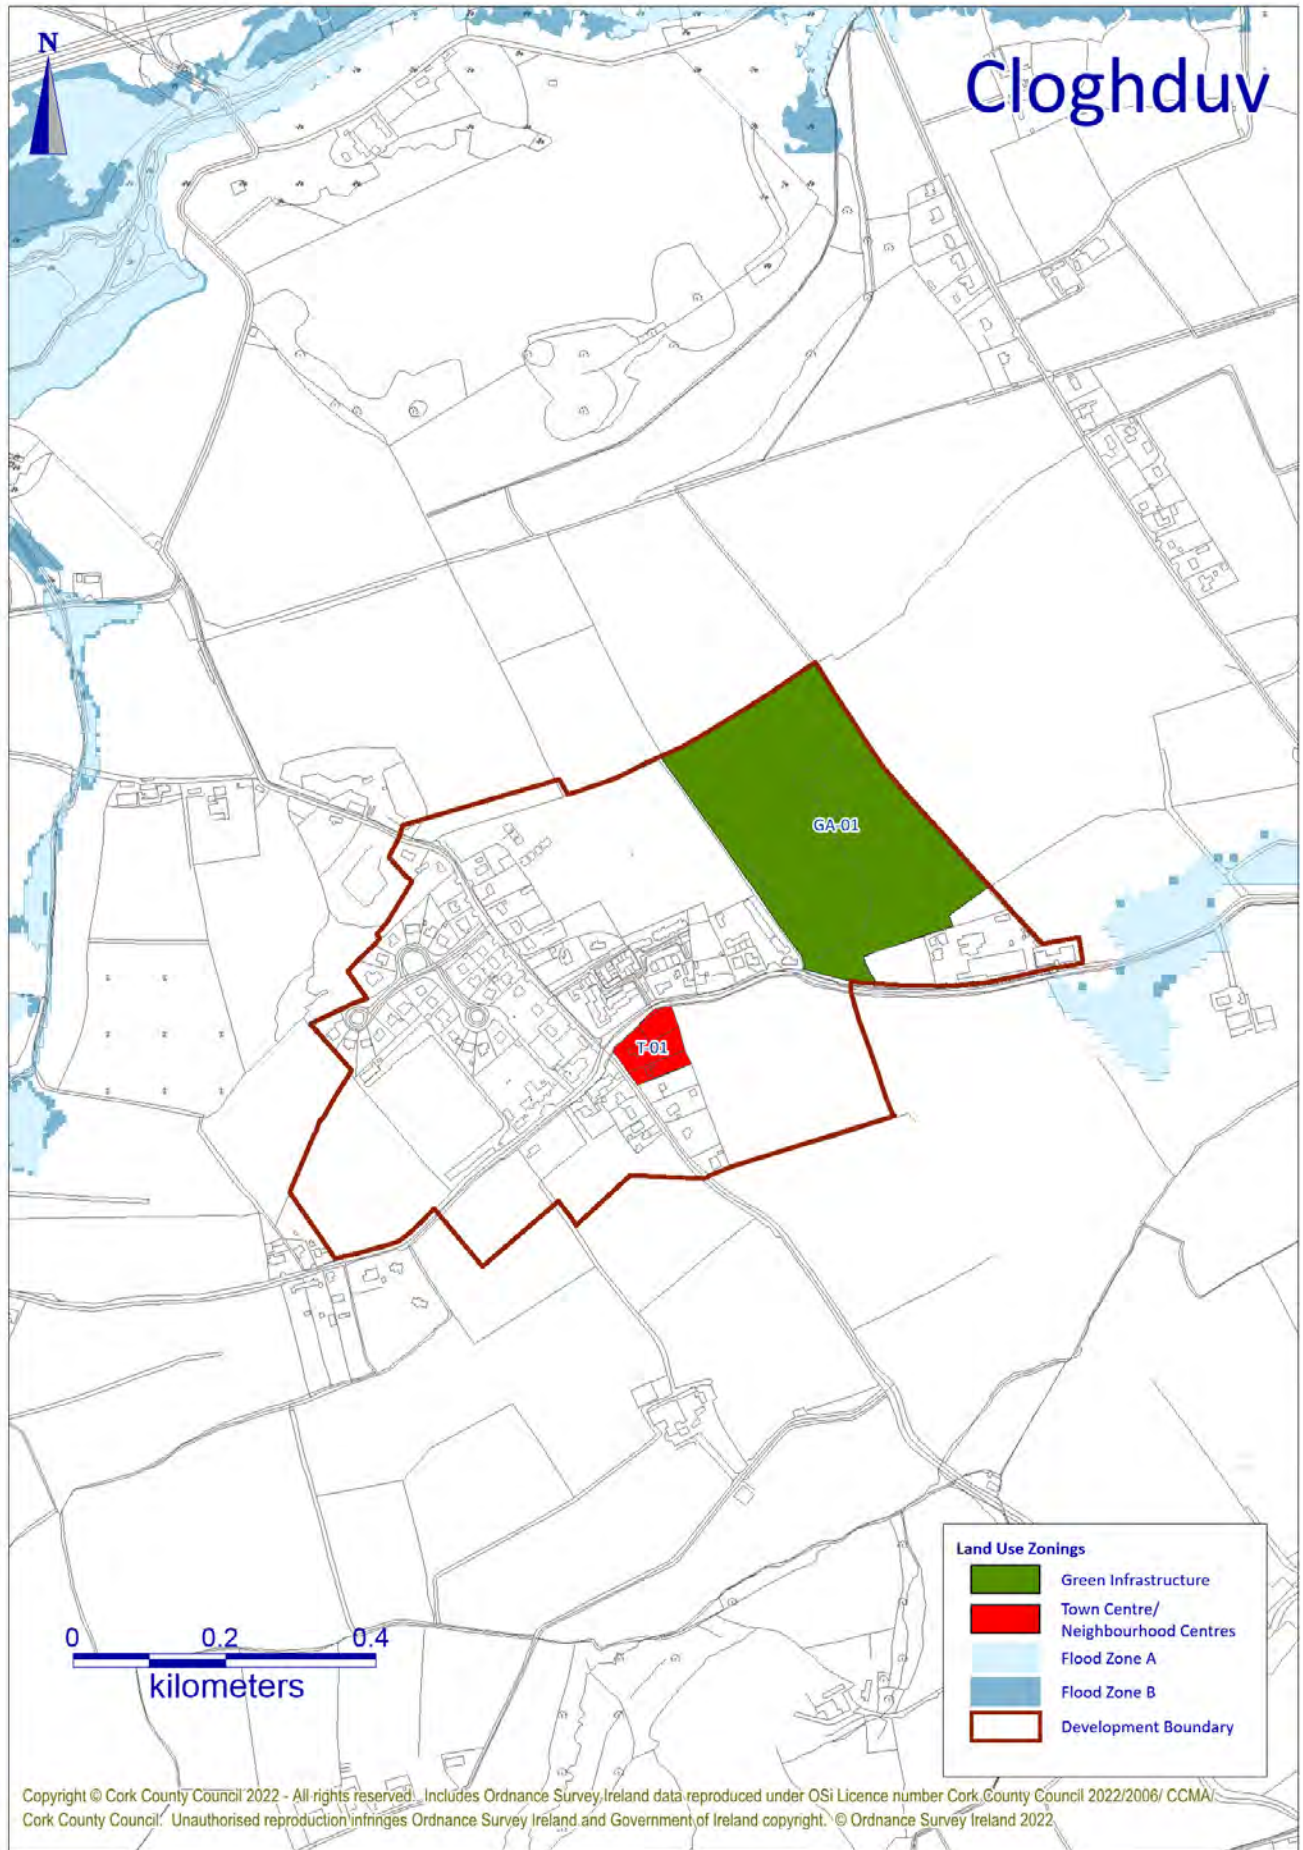 N
Cloghduv
GA-01
T-01
Land Use Zonings
Green Infrastructure
Town Centre/
Neighbourhood Centres
Flood Zone A
Flood Zone B
Development Boundary
0 0.2 0.4
kilometers
Copyright © Cork County Council 2022 - All rights reserved. Includes Ordnance Survey Ireland data reproduced under OSi Licence number Cork County Council 2022/2006/ CCMA/
Cork County Council. Unauthorised reproduction infringes Ordnance Survey Ireland and Government of Ireland copyright. © Ordnance Survey Ireland 2022